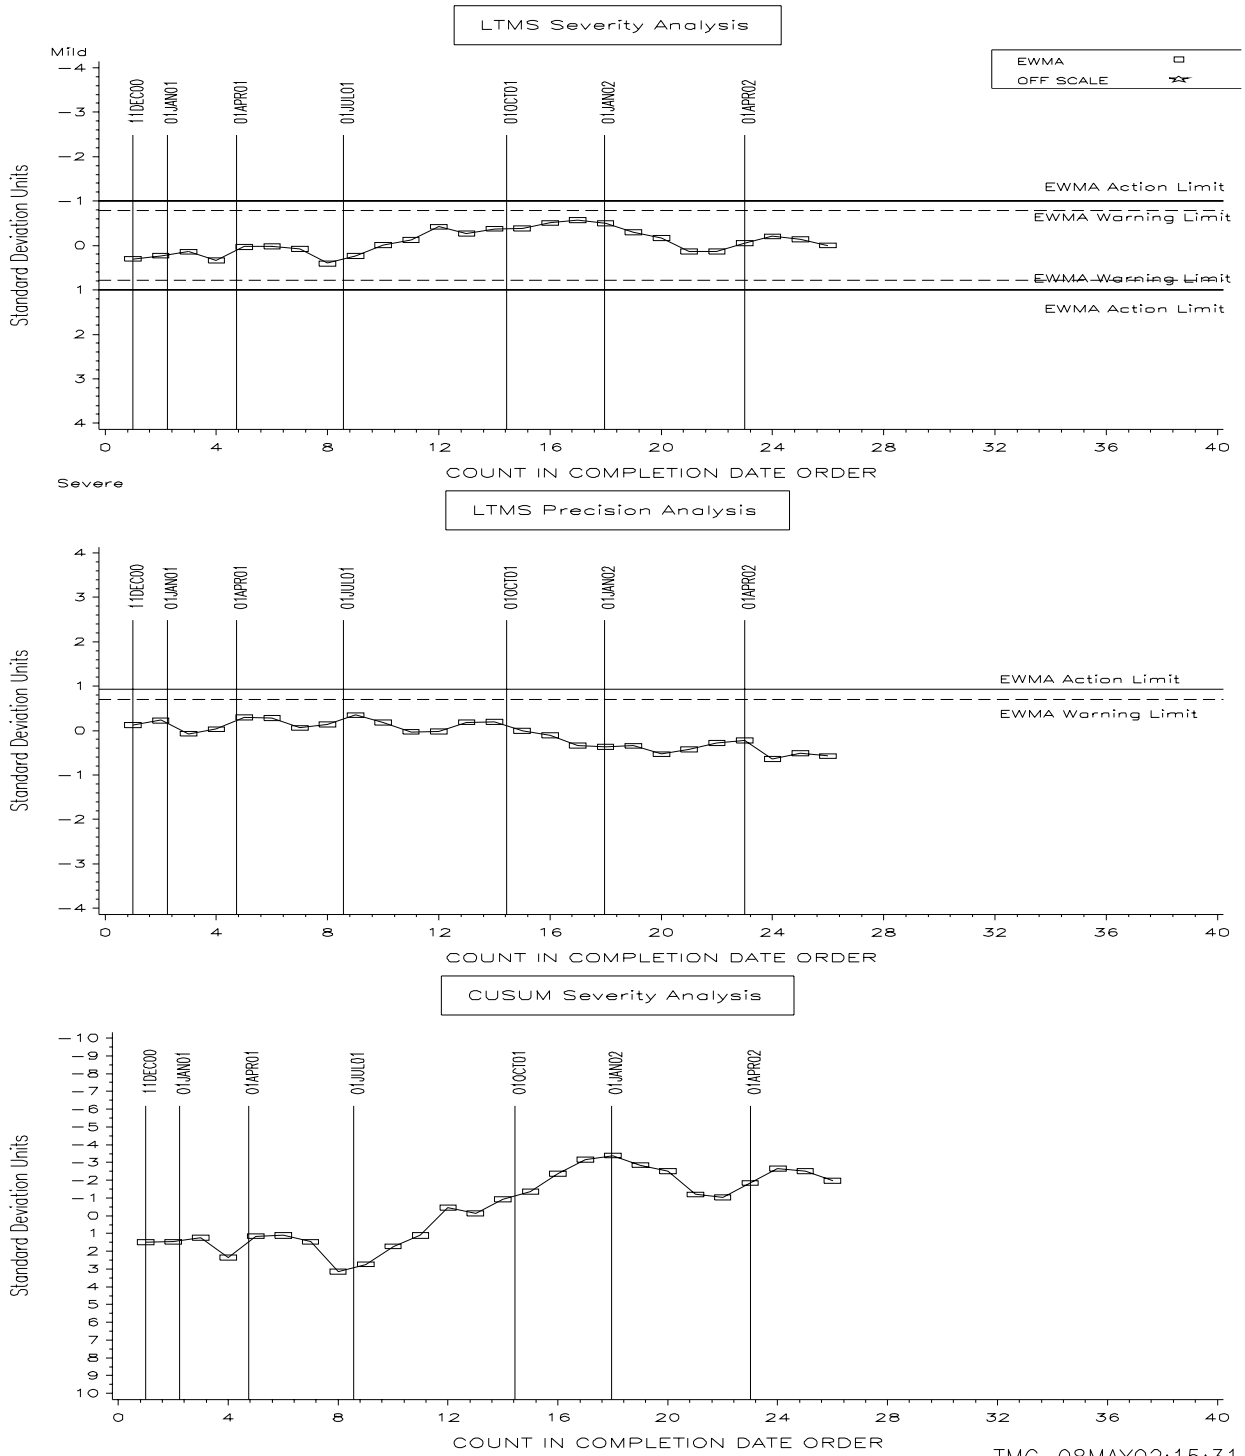 LTMS Severity Analysis
Mild
EWMA
OFF SCALE
-4
-3
-2
-1
0
1
2
3
4
Standard Deviation Units
11DEC00
01JAN01
01APR01
01JUL01
01OCT01
01JAN02
01APR02
EWMA Action Limit
EWMA Warning Limit
EWMA Warning Limit
EWMA Action Limit
0 4 8 12 16 20 24 28 32 36 40
COUNT IN COMPLETION DATE ORDER
Severe
LTMS Precision Analysis
4
3
2
1
0
-1
-2
-3
-4
Standard Deviation Units
11DEC00
01JAN01
01APR01
01JUL01
01OCT01
01JAN02
01APR02
EWMA Action Limit
EWMA Warning Limit
0 4 8 12 16 20 24 28 32 36 40
COUNT IN COMPLETION DATE ORDER
CUSUM Severity Analysis
-10
-9
-8
-7
-6
-5
-4
-3
-2
-1
0
1
2
3
4
5
6
7
8
9
10
Standard Deviation Units
11DEC00
01JAN01
01APR01
01JUL01
01OCT01
01JAN02
01APR02
0 4 8 12 16 20 24 28 32 36 40
COUNT IN COMPLETION DATE ORDER
TMC 08MAY02:15:31